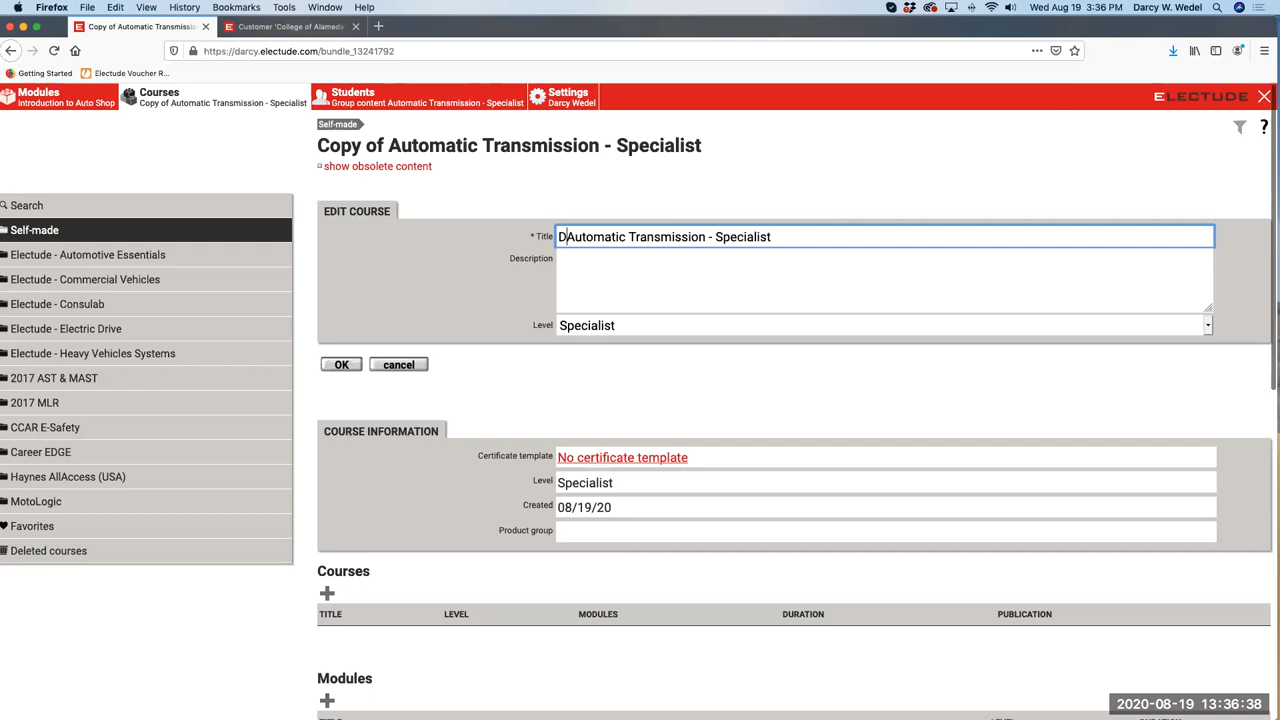 Firefox File Edit View History Bookmarks Tools Window Help Wed Aug 19 3:36 PM Darcy W. Wedel
Copy of Automatic Transmissio Customer 'College of Alameda
https://darcy.electude.com/bundle_13241792
Getting Started Electude Voucher R...
Modules
Introduction to Auto Shop
Courses
Copy of Automatic Transmission - Specialist
Students
Group content Automatic Transmission - Specialist
Settings
Darcy Wedel
ELECTUDE
Self-made
Copy of Automatic Transmission - Specialist
show obsolete content
Search
Self-made
Electude - Automotive Essentials
Electude - Commercial Vehicles
Electude - Consulab
Electude - Electric Drive
Electude - Heavy Vehicles Systems
2017 AST & MAST
2017 MLR
CCAR E-Safety
Career EDGE
Haynes AllAccess (USA)
MotoLogic
Favorites
Deleted courses
EDIT COURSE
* Title DAutomatic Transmission - Specialist
Description
Level Specialist
OK cancel
COURSE INFORMATION
Certificate template No certificate template
Level Specialist
Created 08/19/20
Product group
Courses
TITLE LEVEL MODULES DURATION PUBLICATION
Modules
2020-08-19 13:36:38